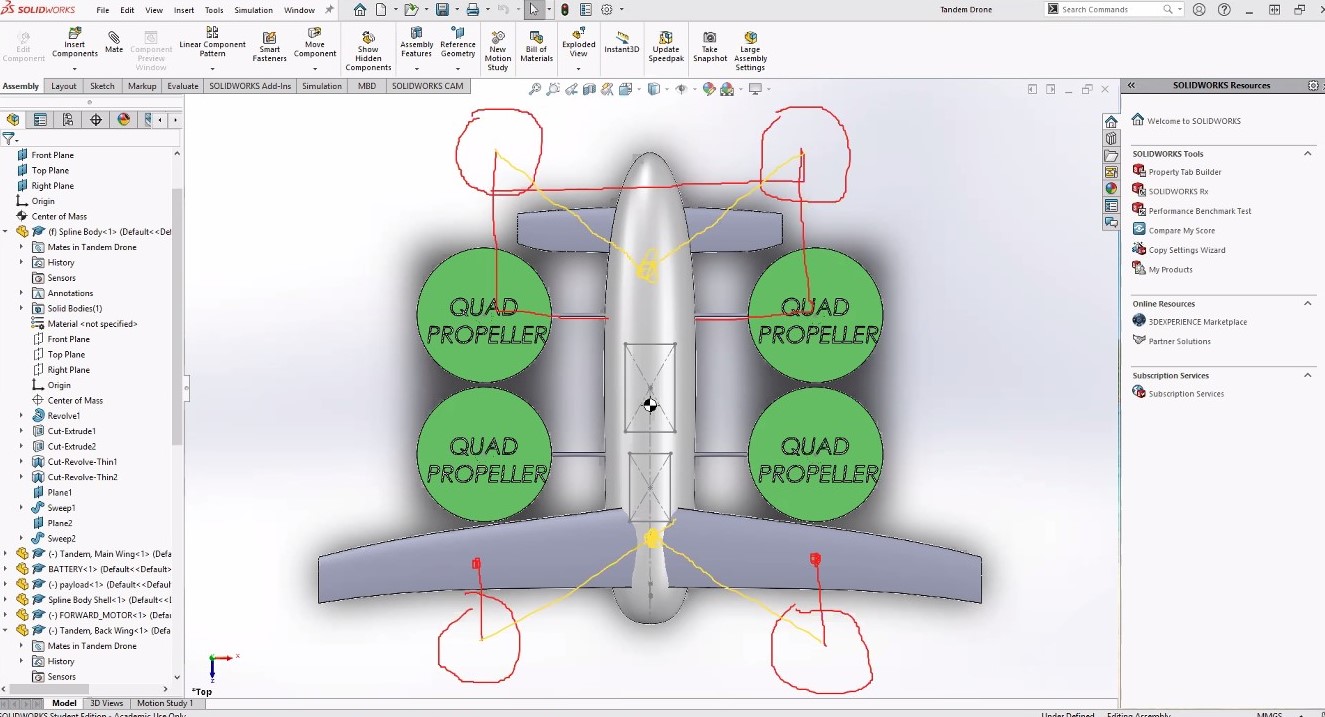 SOLIDWORKS File Edit View Insert Tools Simulation Window Tandem Drone Search Commands
Edit Component
Insert Components
Mate
Component Preview Window
Linear Component Pattern
Smart Fasteners
Move Component
Show Hidden Components
Assembly Features
Reference Geometry
New Motion Study
Bill of Materials
Exploded View
Instant3D
Update Speedpak
Take Snapshot
Large Assembly Settings
Assembly Layout Sketch Markup Evaluate SOLIDWORKS Add-Ins Simulation MBD SOLIDWORKS CAM
Front Plane
Top Plane
Right Plane
Origin
Center of Mass
(f) Spline Body<1> (Default<<Def
Mates in Tandem Drone
History
Sensors
Annotations
Solid Bodies(1)
Material <not specified>
Front Plane
Top Plane
Right Plane
Origin
Center of Mass
Revolve1
Cut-Extrude1
Cut-Extrude2
Cut-Revolve-Thin1
Cut-Revolve-Thin2
Plane1
Sweep1
Plane2
Sweep2
(-) Tandem, Main Wing<1> (Defa
BATTERY<1> (Default<<Default>
(-) payload<1> (Default<<Default
Spline Body Shell<1> (Default<<
(-) FORWARD_MOTOR<1> (Defau
(-) Tandem, Back Wing<1> (Defa
Mates in Tandem Drone
History
Sensors
QUAD PROPELLER
QUAD PROPELLER
QUAD PROPELLER
QUAD PROPELLER
x
z
*Top
SOLIDWORKS Resources
Welcome to SOLIDWORKS
SOLIDWORKS Tools
Property Tab Builder
SOLIDWORKS Rx
Performance Benchmark Test
Compare My Score
Copy Settings Wizard
My Products
Online Resources
3DEXPERIENCE Marketplace
Partner Solutions
Subscription Services
Subscription Services
Model 3D Views Motion Study 1
SOLIDWORKS Student Edition - Academic Use Only Under Defined Editing Assembly MMGS